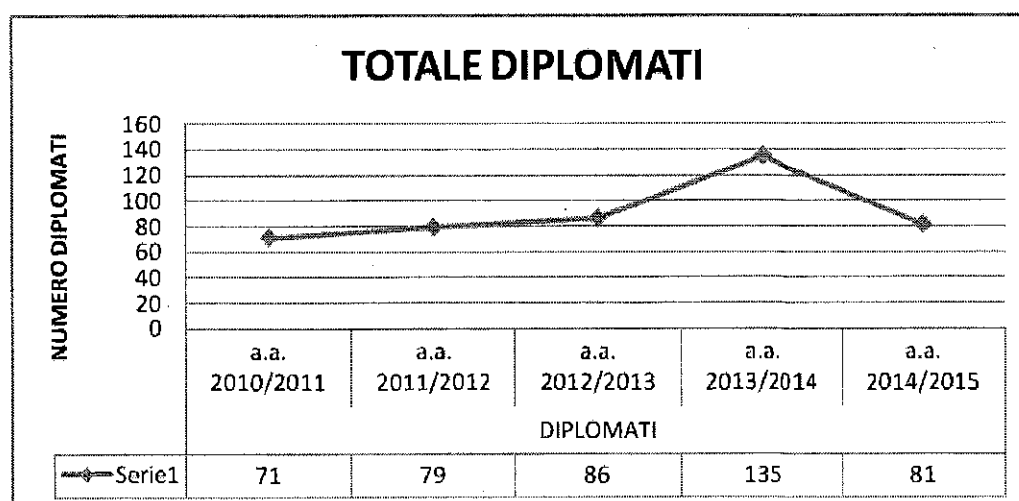 TOTALE DIPLOMATI
NUMERO DIPLOMATI
160
140
120
100
80
60
40
20
0
a.a. a.a. a.a. a.a. a.a.
2010/2011 2011/2012 2012/2013 2013/2014 2014/2015
DIPLOMATI
Serie1 71 79 86 135 81